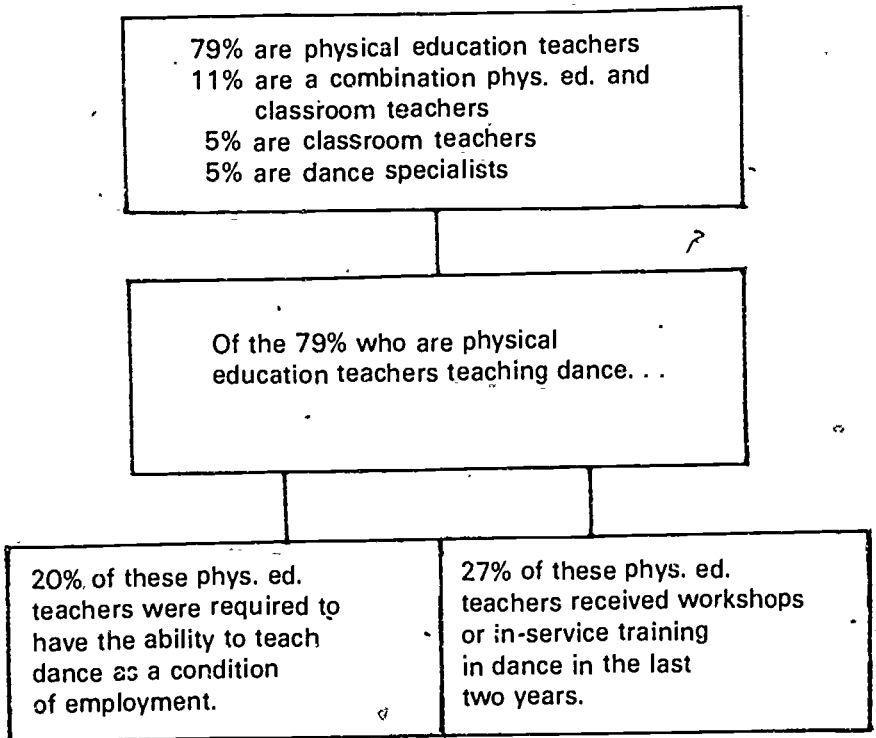 79% are physical education teachers
11% are a combination phys. ed. and
classroom teachers
5% are classroom teachers
5% are dance specialists
Of the 79% who are physical
education teachers teaching dance. . .
20% of these phys. ed.
teachers were required to
have the ability to teach
dance as a condition
of employment.
27% of these phys. ed.
teachers received workshops
or in-service training
in dance in the last
two years.